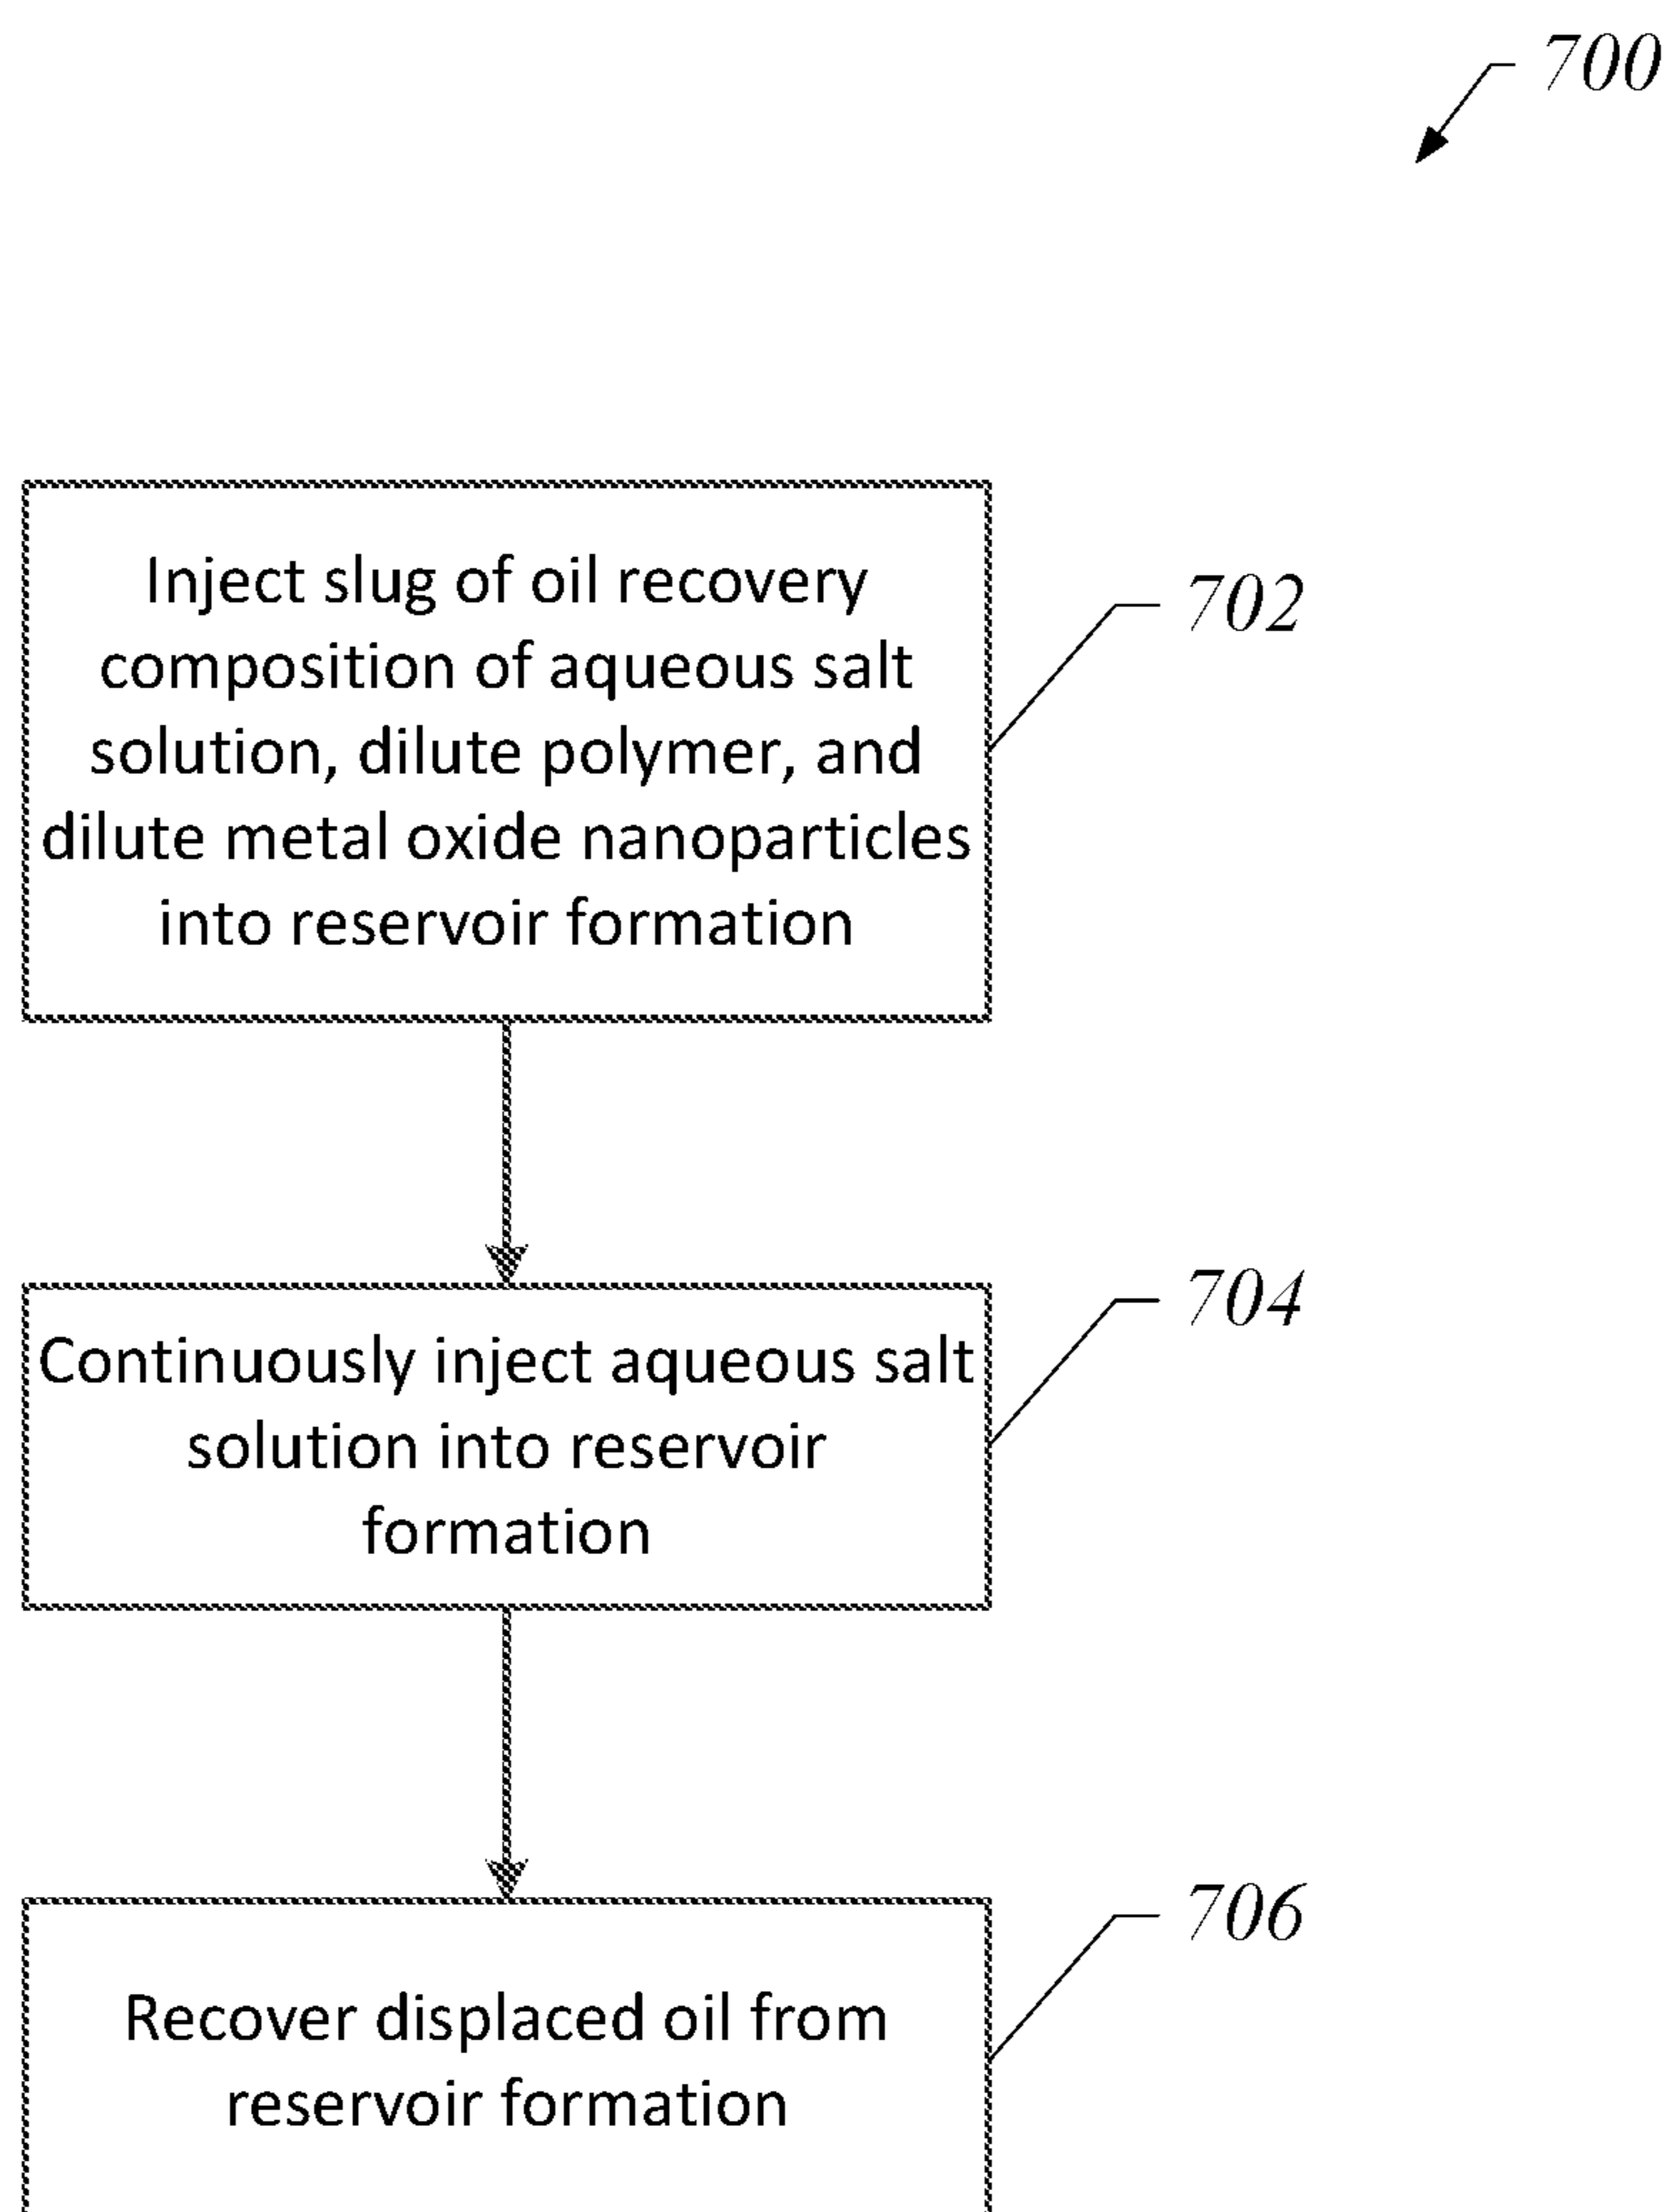 700
Inject slug of oil recovery
composition of aqueous salt
solution, dilute polymer, and
dilute metal oxide nanoparticles
into reservoir formation
702
Continuously inject aqueous salt
solution into reservoir
formation
704
Recover displaced oil from
reservoir formation
706